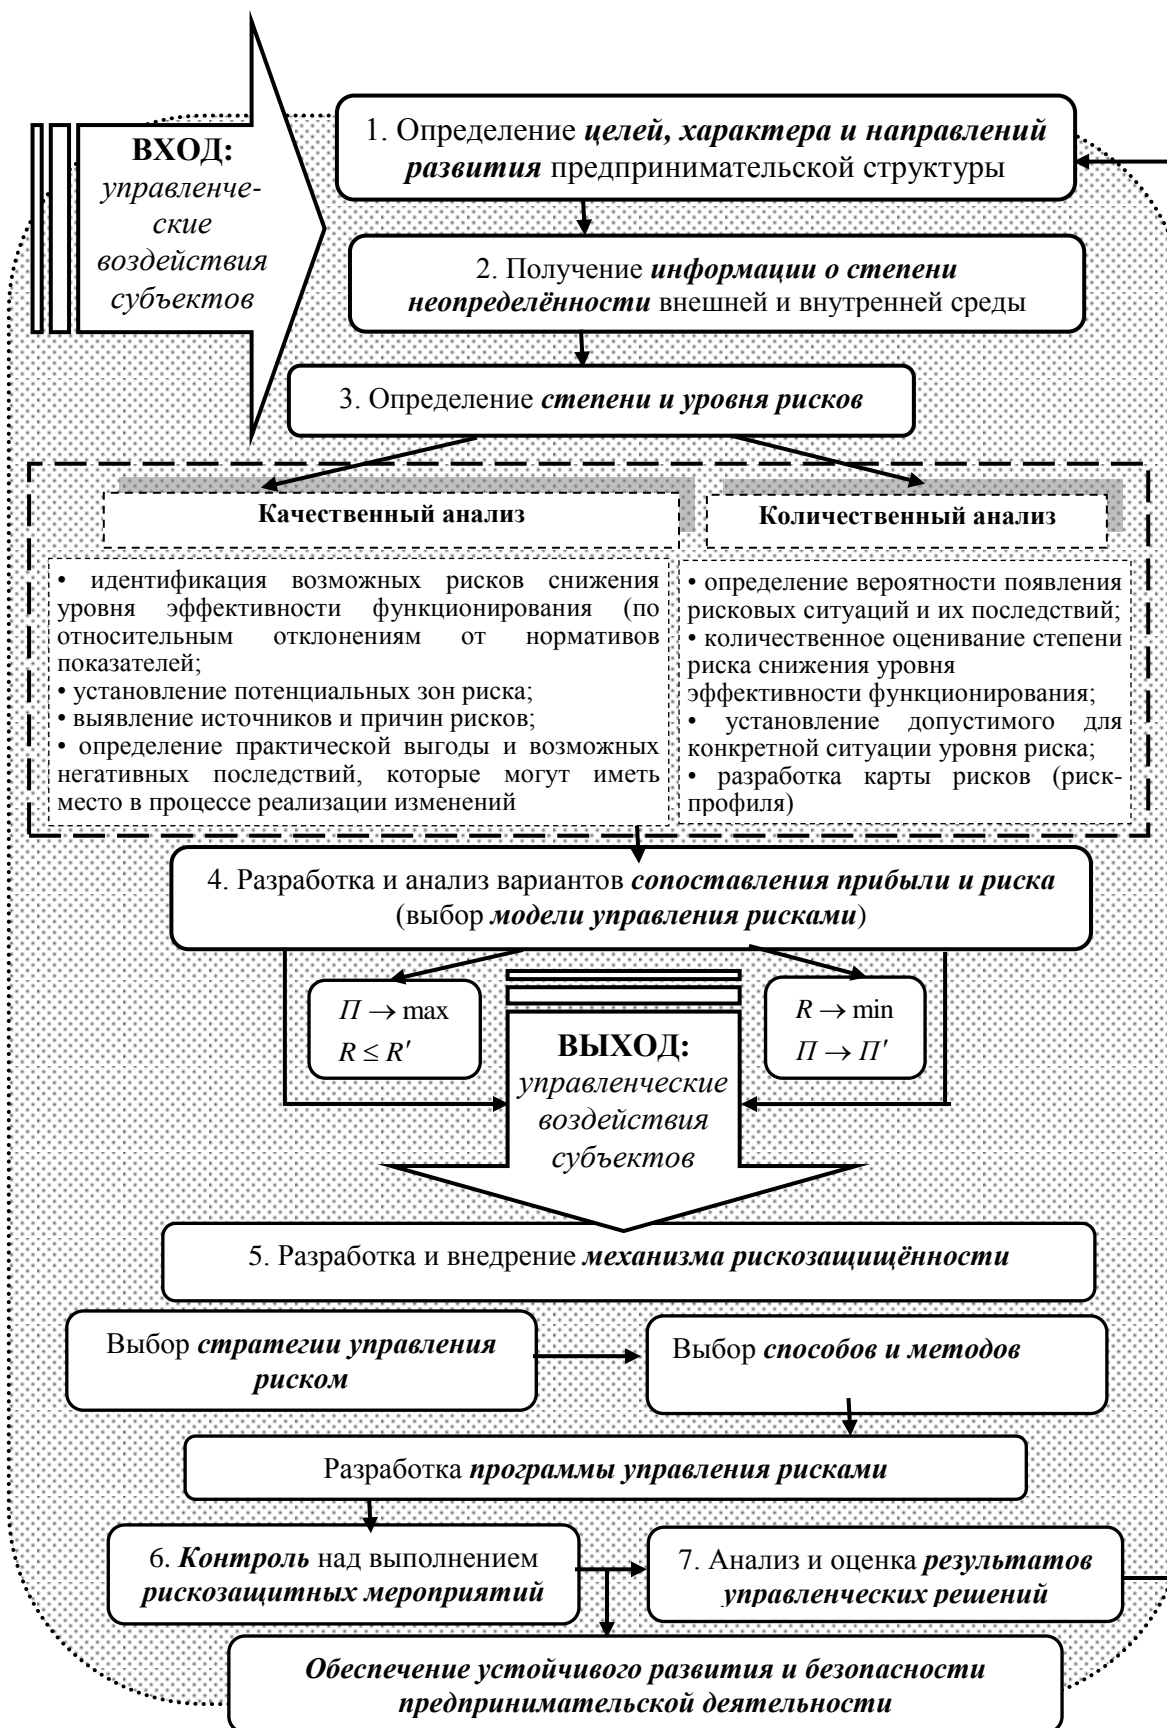 ВХОД:
управленче-
ские
воздействия
субъектов
1. Определение целей, характера и направлений
развития предпринимательской структуры
2. Получение информации о степени
неопределённости внешней и внутренней среды
3. Определение степени и уровня рисков
Качественный анализ
• идентификация возможных рисков снижения
уровня эффективности функционирования (по
относительным отклонениям от нормативов
показателей;
• установление потенциальных зон риска;
• выявление источников и причин рисков;
• определение практической выгоды и возможных
негативных последствий, которые могут иметь
место в процессе реализации изменений
Количественный анализ
• определение вероятности появления
рисковых ситуаций и их последствий;
• количественное оценивание степени
риска снижения уровня
эффективности функционирования;
• установление допустимого для
конкретной ситуации уровня риска;
• разработка карты рисков (риск-
профиля)
4. Разработка и анализ вариантов сопоставления прибыли и риска
(выбор модели управления рисками)
П → max
R ≤ R′
R → min
П → П′
ВЫХОД:
управленческие
воздействия
субъектов
5. Разработка и внедрение механизма рискозащищённости
Выбор стратегии управления
риском
Выбор способов и методов
Разработка программы управления рисками
6. Контроль над выполнением
рискозащитных мероприятий
7. Анализ и оценка результатов
управленческих решений
Обеспечение устойчивого развития и безопасности
предпринимательской деятельности